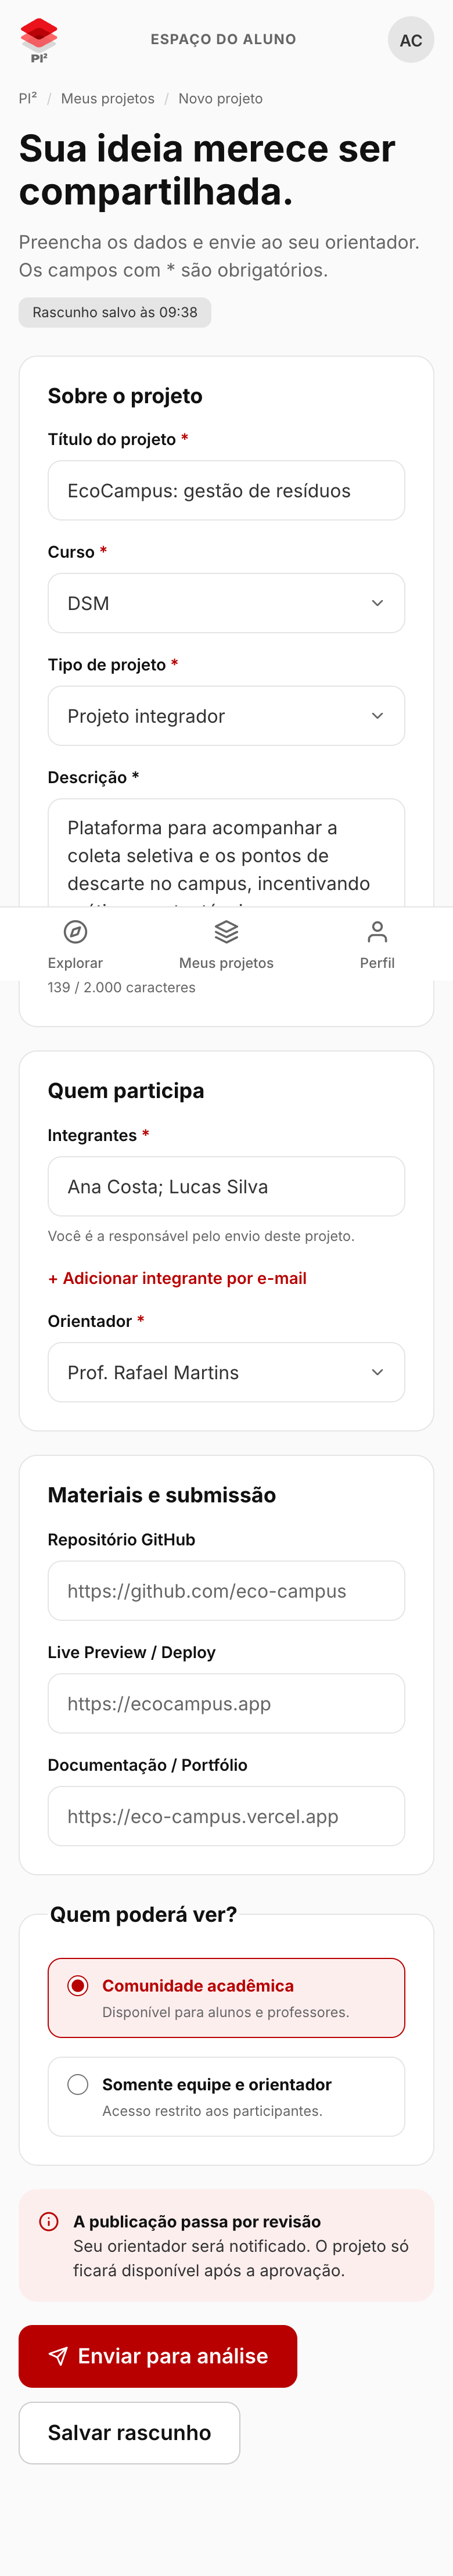 PI²
ESPAÇO DO ALUNO
AC
PI² / Meus projetos / Novo projeto
Sua ideia merece ser
compartilhada.
Preencha os dados e envie ao seu orientador.
Os campos com * são obrigatórios.
Rascunho salvo às 09:38
Sobre o projeto
Título do projeto *
EcoCampus: gestão de resíduos
Curso *
DSM
Tipo de projeto *
Projeto integrador
Descrição *
Plataforma para acompanhar a
coleta seletiva e os pontos de
descarte no campus, incentivando
Explorar
Meus projetos
Perfil
139 / 2.000 caracteres
Quem participa
Integrantes *
Ana Costa; Lucas Silva
Você é a responsável pelo envio deste projeto.
+ Adicionar integrante por e-mail
Orientador *
Prof. Rafael Martins
Materiais e submissão
Repositório GitHub
https://github.com/eco-campus
Live Preview / Deploy
https://ecocampus.app
Documentação / Portfólio
https://eco-campus.vercel.app
Quem poderá ver?
Comunidade acadêmica
Disponível para alunos e professores.
Somente equipe e orientador
Acesso restrito aos participantes.
A publicação passa por revisão
Seu orientador será notificado. O projeto só
ficará disponível após a aprovação.
Enviar para análise
Salvar rascunho